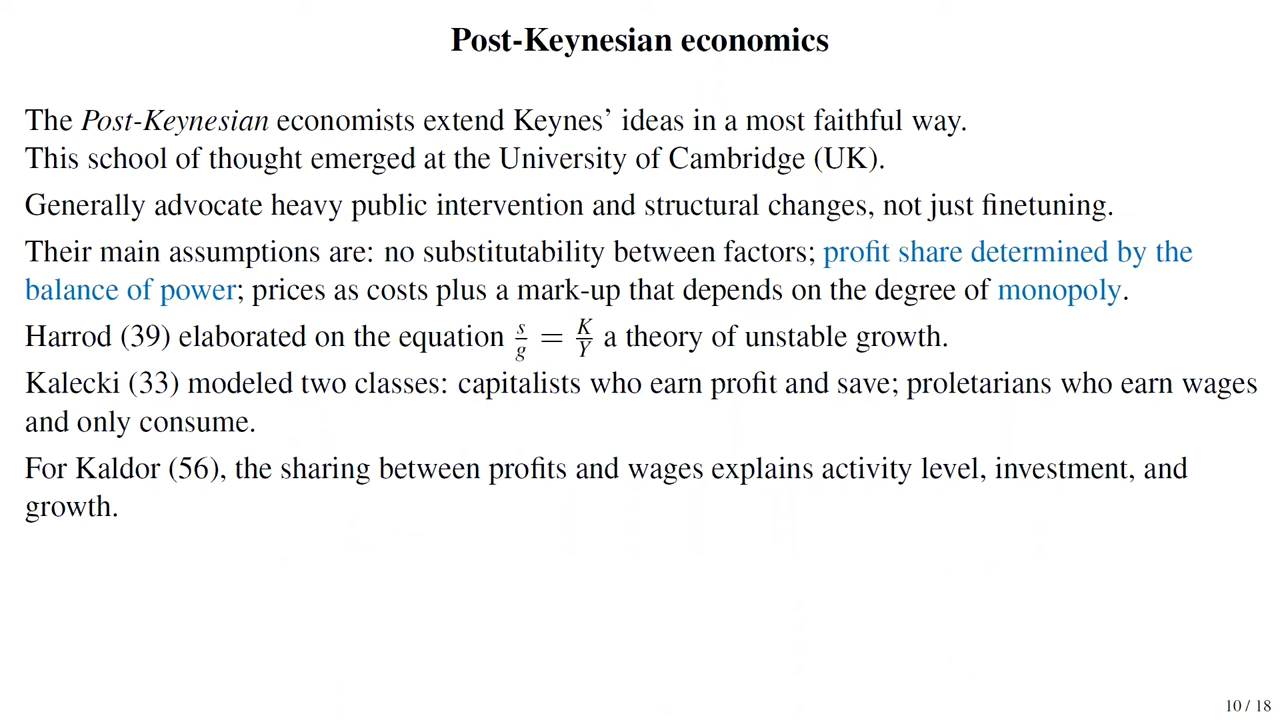 Post-Keynesian economics
The Post-Keynesian economists extend Keynes’ ideas in a most faithful way.
This school of thought emerged at the University of Cambridge (UK).
Generally advocate heavy public intervention and structural changes, not just finetuning.
Their main assumptions are: no substitutability between factors; profit share determined by the
balance of power; prices as costs plus a mark-up that depends on the degree of monopoly.
Harrod (39) elaborated on the equation s/g = K/Y a theory of unstable growth.
Kalecki (33) modeled two classes: capitalists who earn profit and save; proletarians who earn wages
and only consume.
For Kaldor (56), the sharing between profits and wages explains activity level, investment, and
growth.
10 / 18